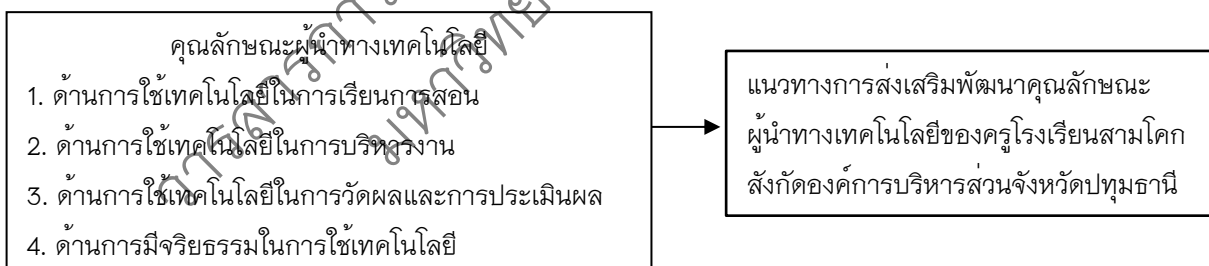 คุณลักษณะผู้นำทางเทคโนโลยี
1. ด้านการใช้เทคโนโลยีในการเรียนการสอน
2. ด้านการใช้เทคโนโลยีในการบริหารงาน
3. ด้านการใช้เทคโนโลยีในการวัดผลและการประเมินผล
4. ด้านการมีจริยธรรมในการใช้เทคโนโลยี
แนวทางการส่งเสริมพัฒนาคุณลักษณะ
ผู้นำทางเทคโนโลยีของครูโรงเรียนสามโคก
สังกัดองค์การบริหารส่วนจังหวัดปทุมธานี